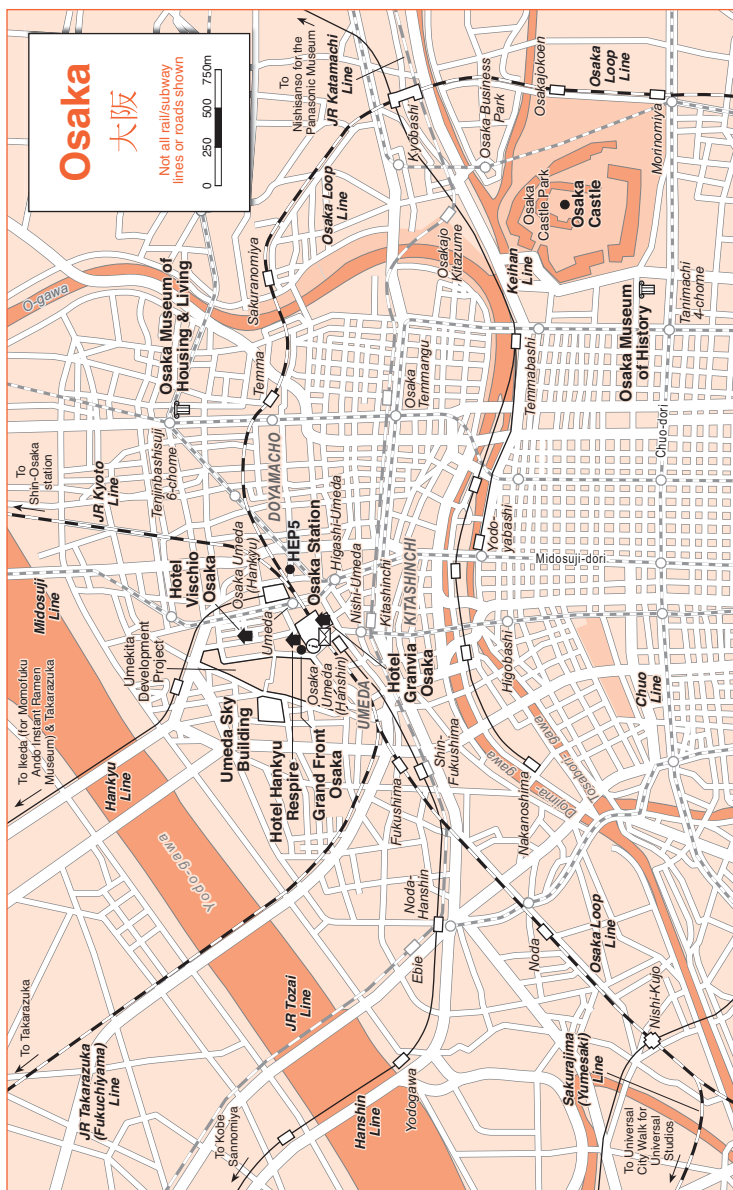 Osaka
大阪
Not all rail/subway
lines or roads shown
0
250
500
750m
To
Nishisanso for the
Panasonic Museum
JR Katamachi
Line
Kyobashi
Osaka Business
Park
Osakajokoen
Osaka
Loop
Line
Morinomiya
Osaka Loop
Line
Osaka
Castle Park
Osaka
Castle
Osakajo
Kitazume
Keihan
Line
Sakuranomiya
O-gawa
Osaka Museum of
Housing & Living
Temma
Osaka
Temmangu
Temmabashi
Osaka Museum
of History
Tanimachi
4-chome
To
Shin-Osaka
station
JR Kyoto
Line
Tenjinbashisuji
6-chome
DOYAMACHO
Chuo-dori
Midosuji
Line
Hotel
Vischio
Osaka
Osaka Umeda
(Hankyu)
HEP5
Osaka Station
Higashi-Umeda
Nishi-Umeda
Kitashinchi
KITASHINCHI
Yodo-
yabashi
Midosuji-dori
To Ikeda (for Momofuku
Ando Instant Ramen
Museum) & Takarazuka
Umekita
Development
Project
Umeda
Osaka
Umeda
(Hanshin)
UMEDA
Hotel
Granvia
Osaka
Higobashi
Hankyu
Line
Umeda Sky
Building
Hotel Hankyu
Respire
Grand Front
Osaka
Fukushima
Shin-
Fukushima
Nakanoshima
Dojima-
gawa
Tosabori-gawa
Chuo
Line
Yodo-gawa
Noda-
Hanshin
Ebie
Noda
Osaka Loop
Line
To Takarazuka
JR Takarazuka
(Fukuchiyama)
Line
JR Tozai
Line
To Kobe
Sannomiya
Hanshin
Line
Yodogawa
Sakurajima
(Yumesaki)
Line
Nishi-Kujo
To Universal
City Walk for
Universal
Studios